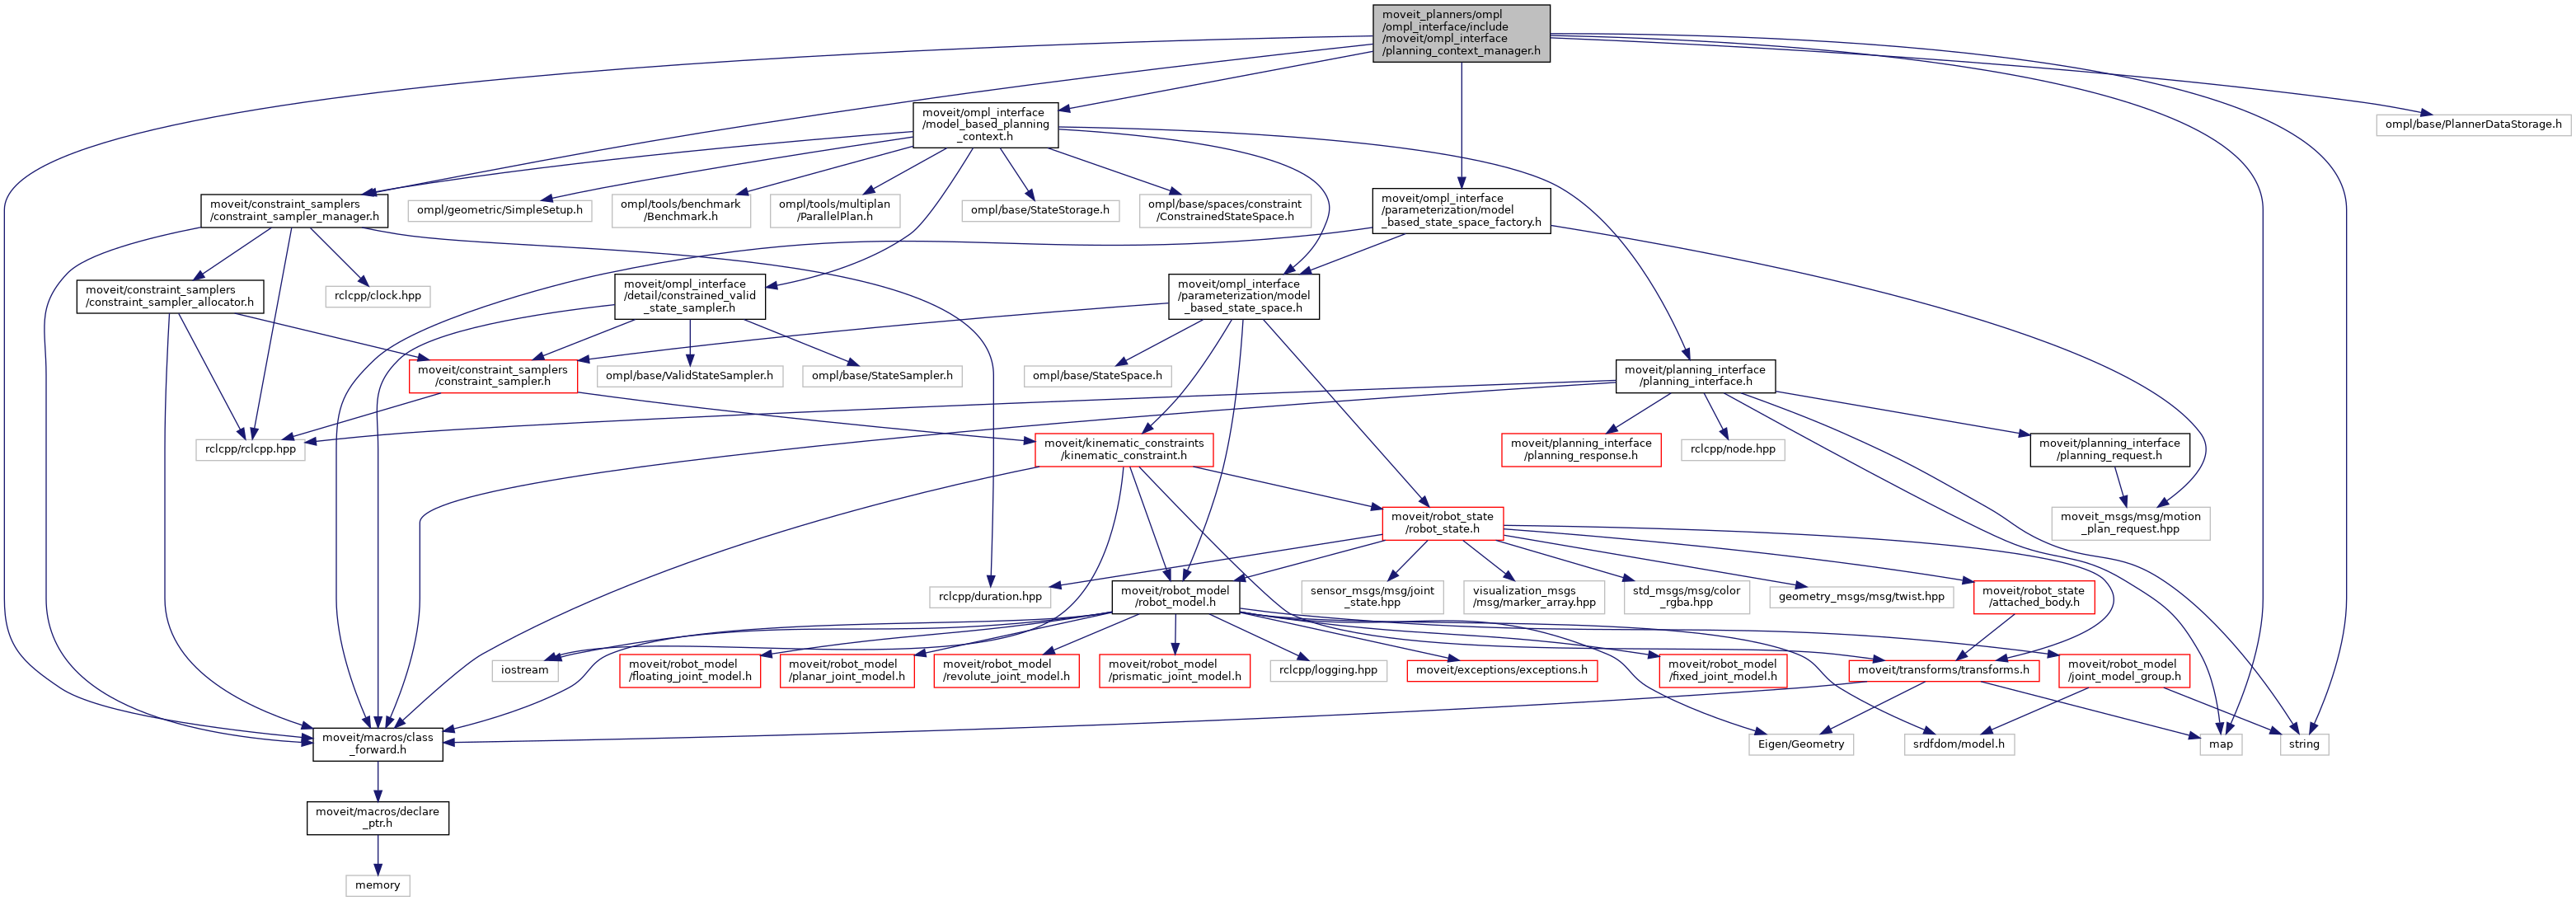 moveit_planners/ompl
/ompl_interface/include
/moveit/ompl_interface
/planning_context_manager.h
moveit/ompl_interface
/model_based_planning
_context.h
ompl/base/PlannerDataStorage.h
moveit/constraint_samplers
/constraint_sampler_manager.h
ompl/geometric/SimpleSetup.h
ompl/tools/benchmark
/Benchmark.h
ompl/tools/multiplan
/ParallelPlan.h
ompl/base/StateStorage.h
ompl/base/spaces/constraint
/ConstrainedStateSpace.h
moveit/ompl_interface
/parameterization/model
_based_state_space_factory.h
moveit/constraint_samplers
/constraint_sampler_allocator.h
rclcpp/clock.hpp
moveit/ompl_interface
/detail/constrained_valid
_state_sampler.h
moveit/ompl_interface
/parameterization/model
_based_state_space.h
moveit/constraint_samplers
/constraint_sampler.h
ompl/base/ValidStateSampler.h
ompl/base/StateSampler.h
ompl/base/StateSpace.h
moveit/planning_interface
/planning_interface.h
rclcpp/rclcpp.hpp
moveit/kinematic_constraints
/kinematic_constraint.h
moveit/planning_interface
/planning_response.h
rclcpp/node.hpp
moveit/planning_interface
/planning_request.h
moveit/robot_state
/robot_state.h
moveit_msgs/msg/motion
_plan_request.hpp
rclcpp/duration.hpp
moveit/robot_model
/robot_model.h
sensor_msgs/msg/joint
_state.hpp
visualization_msgs
/msg/marker_array.hpp
std_msgs/msg/color
_rgba.hpp
geometry_msgs/msg/twist.hpp
moveit/robot_state
/attached_body.h
iostream
moveit/robot_model
/floating_joint_model.h
moveit/robot_model
/planar_joint_model.h
moveit/robot_model
/revolute_joint_model.h
moveit/robot_model
/prismatic_joint_model.h
rclcpp/logging.hpp
moveit/exceptions/exceptions.h
moveit/robot_model
/fixed_joint_model.h
moveit/transforms/transforms.h
moveit/robot_model
/joint_model_group.h
moveit/macros/class
_forward.h
Eigen/Geometry
srdfdom/model.h
map
string
moveit/macros/declare
_ptr.h
memory